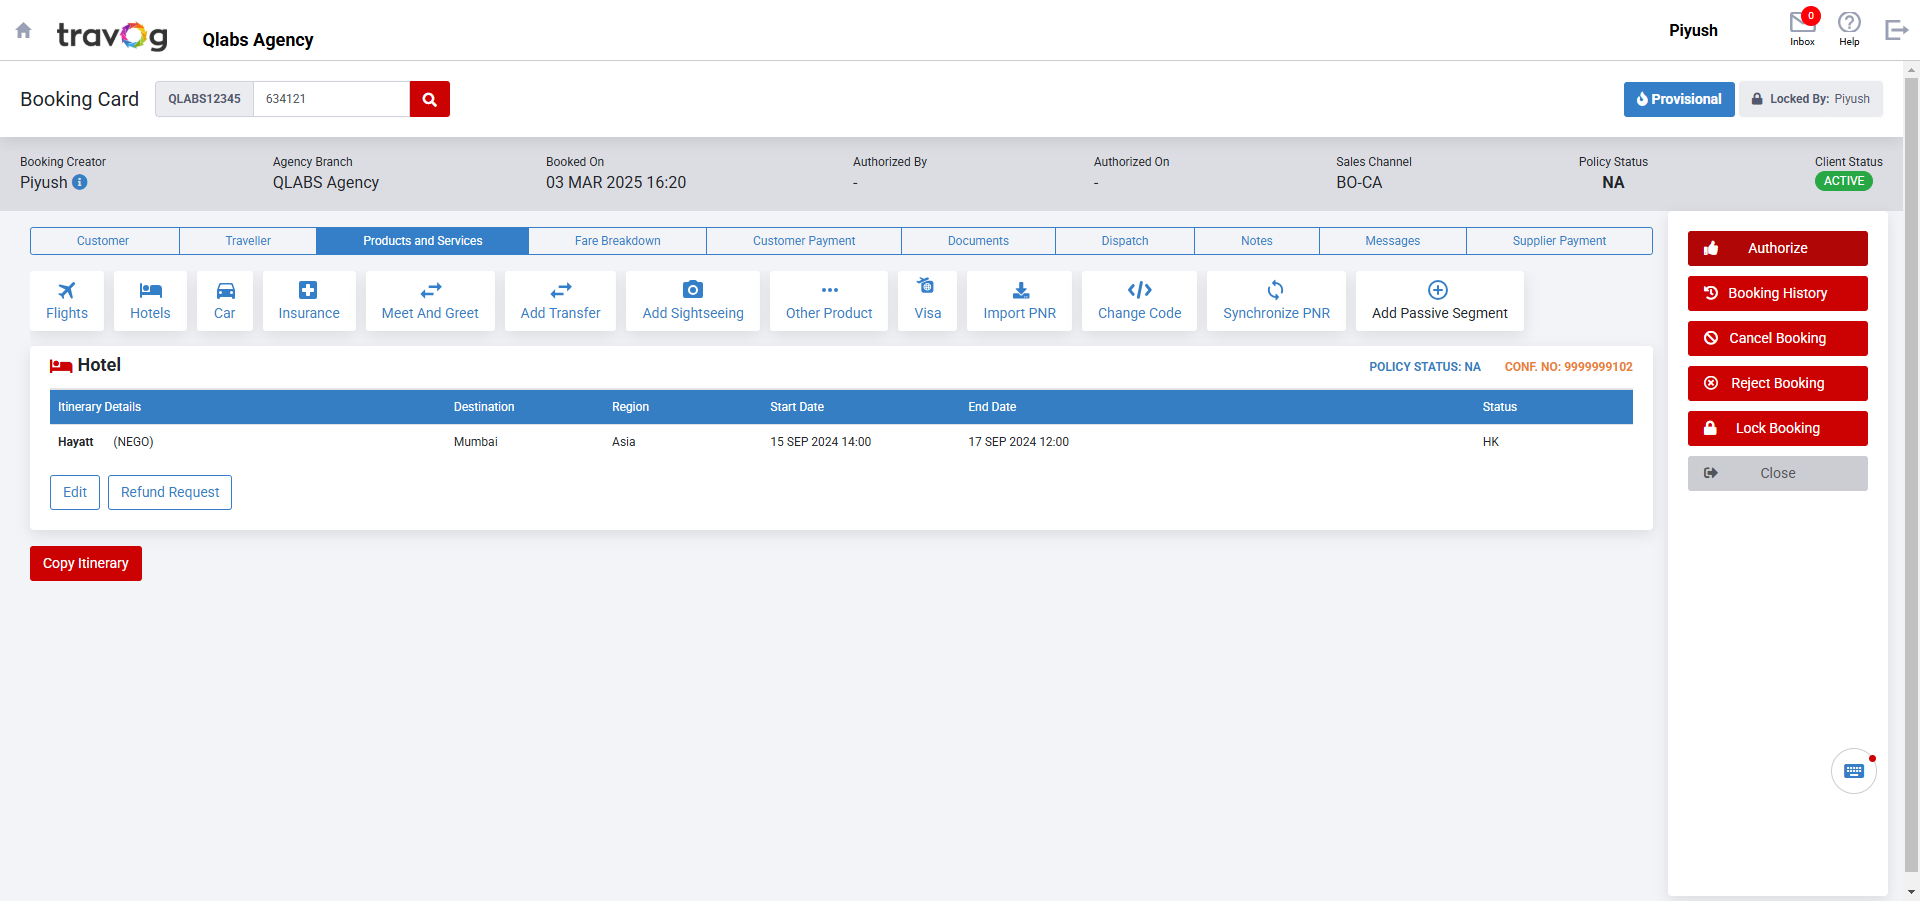 travog
Qlabs Agency
Piyush
0
Inbox
Help
Booking Card
QLABS12345
634121
Provisional
Locked By: Piyush
Booking Creator
Piyush
Agency Branch
QLABS Agency
Booked On
03 MAR 2025 16:20
Authorized By
-
Authorized On
-
Sales Channel
BO-CA
Policy Status
NA
Client Status
ACTIVE
Customer
Traveller
Products and Services
Fare Breakdown
Customer Payment
Documents
Dispatch
Notes
Messages
Supplier Payment
Flights
Hotels
Car
Insurance
Meet And Greet
Add Transfer
Add Sightseeing
Other Product
Visa
Import PNR
Change Code
Synchronize PNR
Add Passive Segment
Hotel
POLICY STATUS: NA
CONF. NO: 9999999102
Itinerary Details Destination Region Start Date End Date Status
Hayatt (NEGO) Mumbai Asia 15 SEP 2024 14:00 17 SEP 2024 12:00 HK
Edit
Refund Request
Copy Itinerary
Authorize
Booking History
Cancel Booking
Reject Booking
Lock Booking
Close